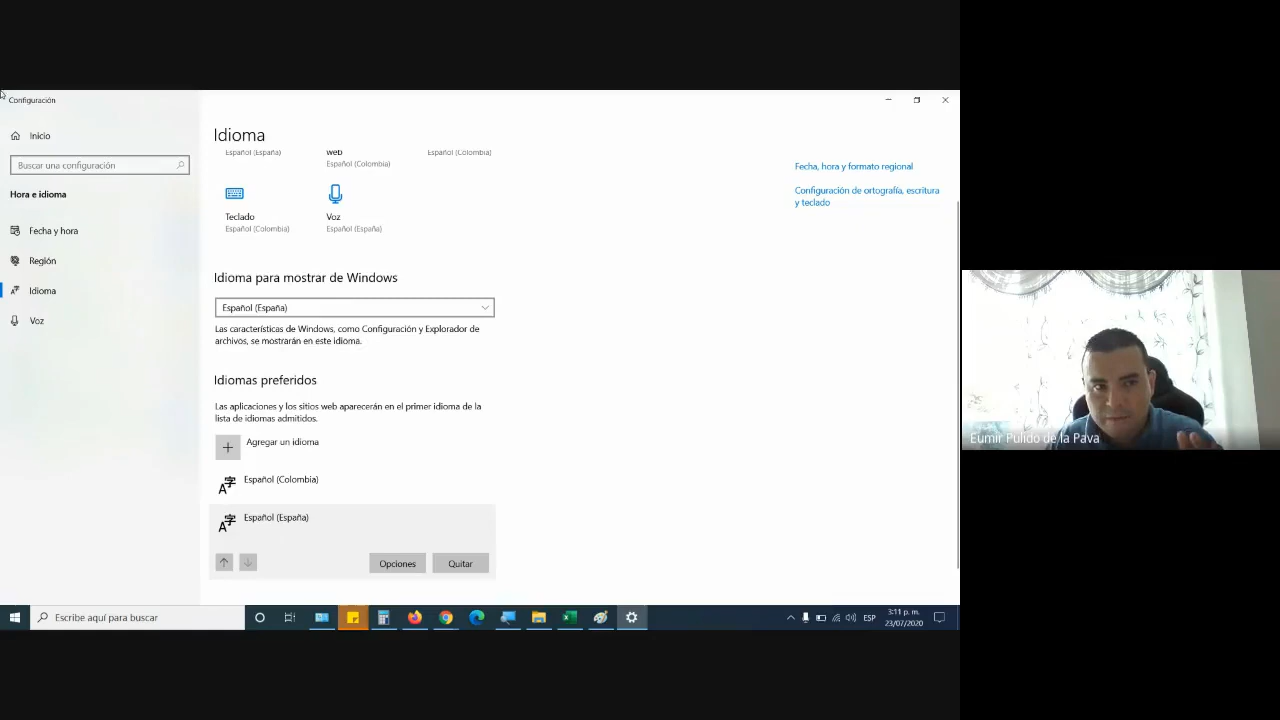 Configuración
Inicio
Buscar una configuración
Hora e idioma
Fecha y hora
Región
Idioma
Voz
Idioma
Español (España)
web
Español (Colombia)
Español (Colombia)
Teclado
Español (Colombia)
Voz
Español (España)
Idioma para mostrar de Windows
Español (España)
Las características de Windows, como Configuración y Explorador de
archivos, se mostrarán en este idioma.
Idiomas preferidos
Las aplicaciones y los sitios web aparecerán en el primer idioma de la
lista de idiomas admitidos.
Agregar un idioma
Español (Colombia)
Español (España)
Opciones
Quitar
Fecha, hora y formato regional
Configuración de ortografía, escritura
y teclado
Eumir Pulido de la Pava
Escribe aquí para buscar
ESP
3:11 p. m.
23/07/2020